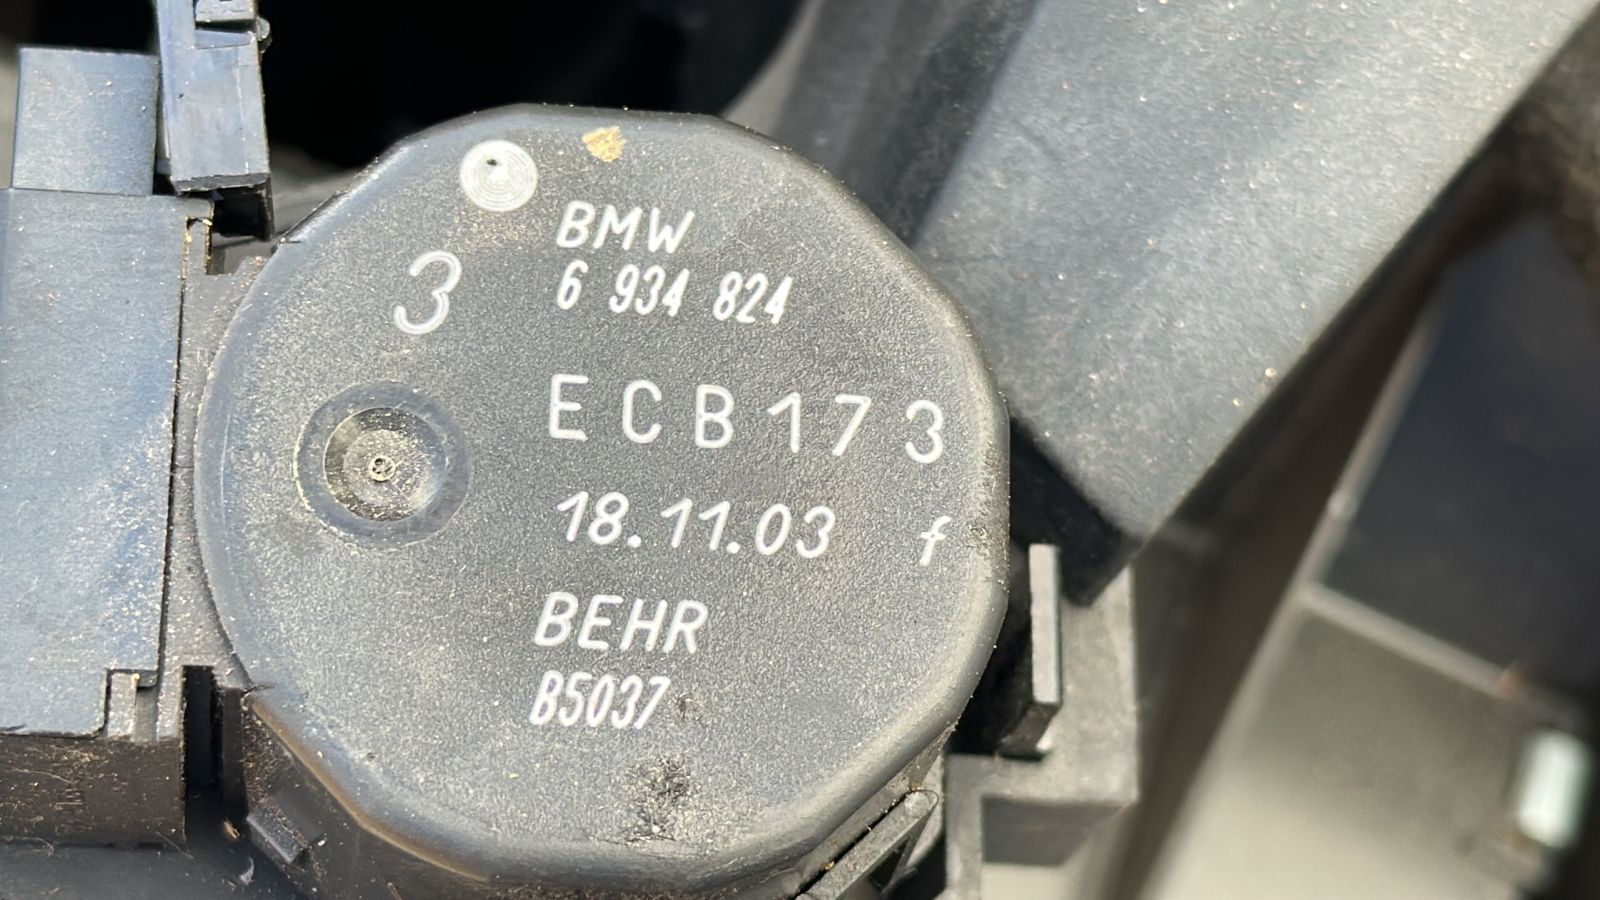 BMW
6 934 824
3
ECB173
18.11.03 f
BEHR
B5037